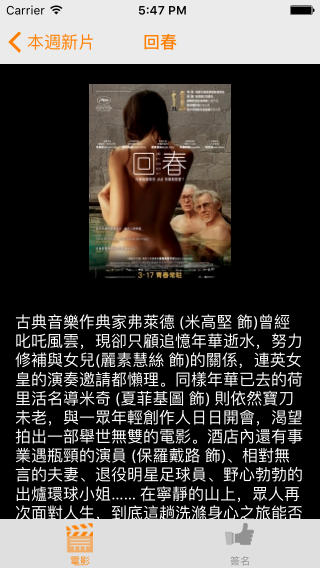 Carrier 5:47 PM
本週新片 回春
回春
3-17 青春常駐
古典音樂作典家弗萊德 (米高堅 飾)曾經
叱吒風雲，現卻只顧追憶年華逝水，努力
修補與女兒(麗素慧絲 飾)的關係，連英女
皇的演奏邀請都懶理。同樣年華已去的荷
里活名導米奇 (夏菲基圖 飾) 則依然寶刀
未老，與一眾年輕創作人日日開會，渴望
拍出一部舉世無雙的電影。酒店內還有事
業遇瓶頸的演員 (保羅戴路 飾)、相對無
言的夫妻、退役明星足球員、野心勃勃的
出爐環球小姐...... 在寧靜的山上，眾人再
次面對人生，到底這趟洗滌身心之旅能否
電影 簽名